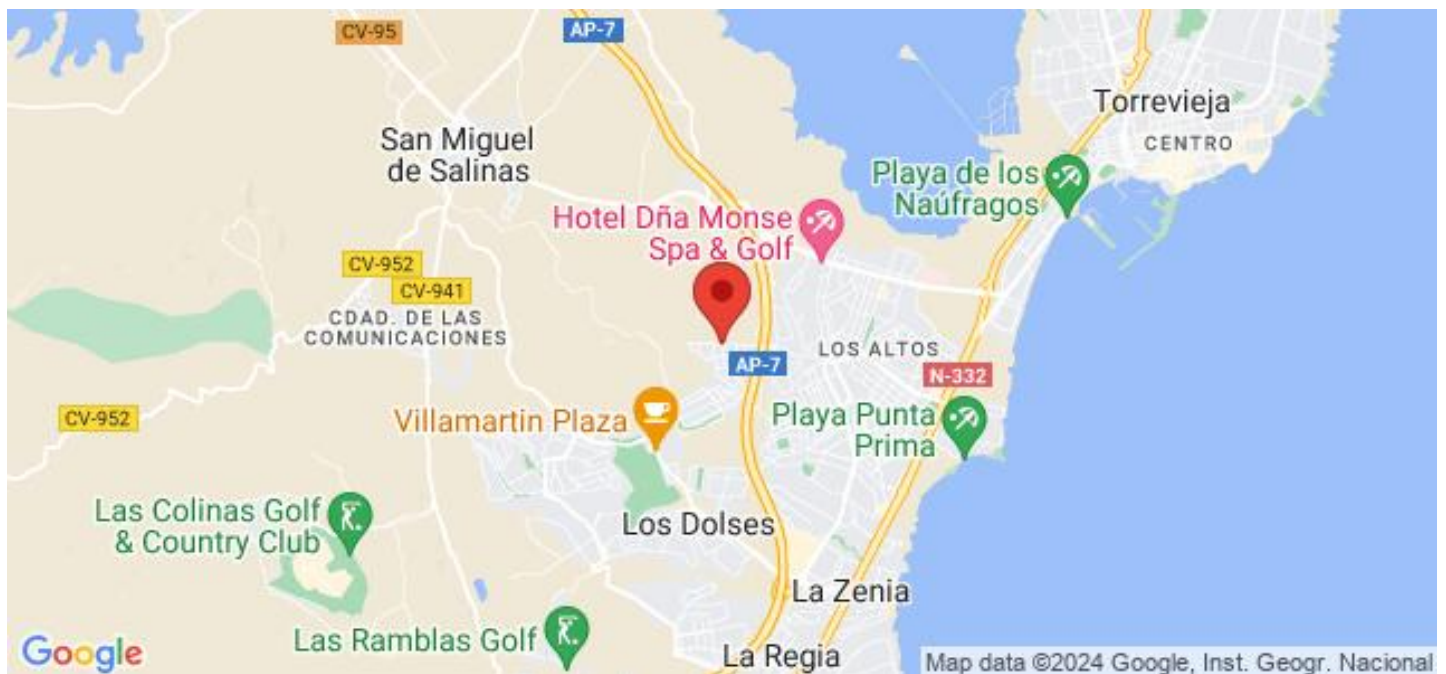 CV-95
AP-7
Torrevieja
CENTRO
San Miguel
de Salinas
Playa de los
Naúfragos
Hotel Dña Monse
Spa & Golf
CV-952
CV-941
CDAD. DE LAS
COMUNICACIONES
LOS ALTOS
AP-7
N-332
CV-952
Villamartin Plaza
Playa Punta
Prima
Las Colinas Golf
& Country Club
Los Dolses
La Zenia
Las Ramblas Golf
La Regia
Google
Map data ©2024 Google, Inst. Geogr. Nacional